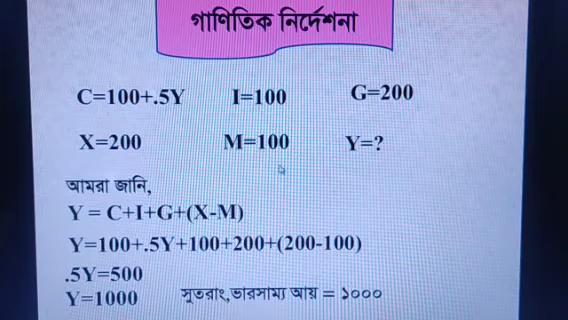 গাণিতিক নির্দেশনা
C=100+.5Y I=100 G=200
X=200 M=100 Y=?
আমরা জানি,
Y = C+I+G+(X-M)
Y=100+.5Y+100+200+(200-100)
.5Y=500
Y=1000 সুতরাং,ভারসাম্য আয় = ১০০০